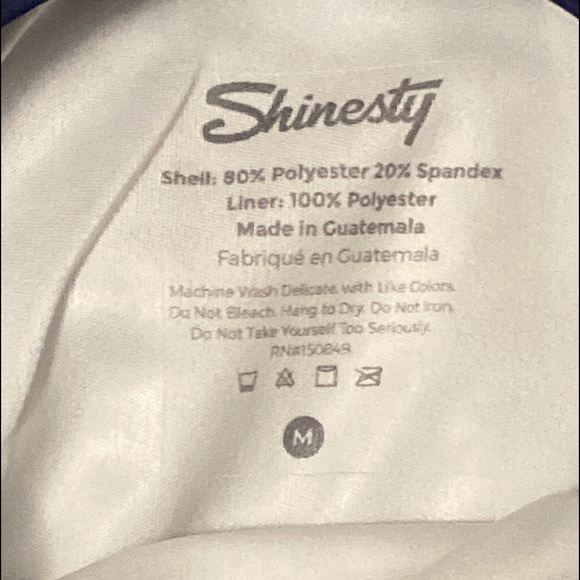 Shinesty
Shell: 80% Polyester 20% Spandex
Liner: 100% Polyester
Made in Guatemala
Fabriqué en Guatemala
Machine Wash Delicate with Like Colors.
Do Not Bleach. Hang to Dry. Do Not Iron.
Do Not Take Yourself Too Seriously.
RN#150849
M